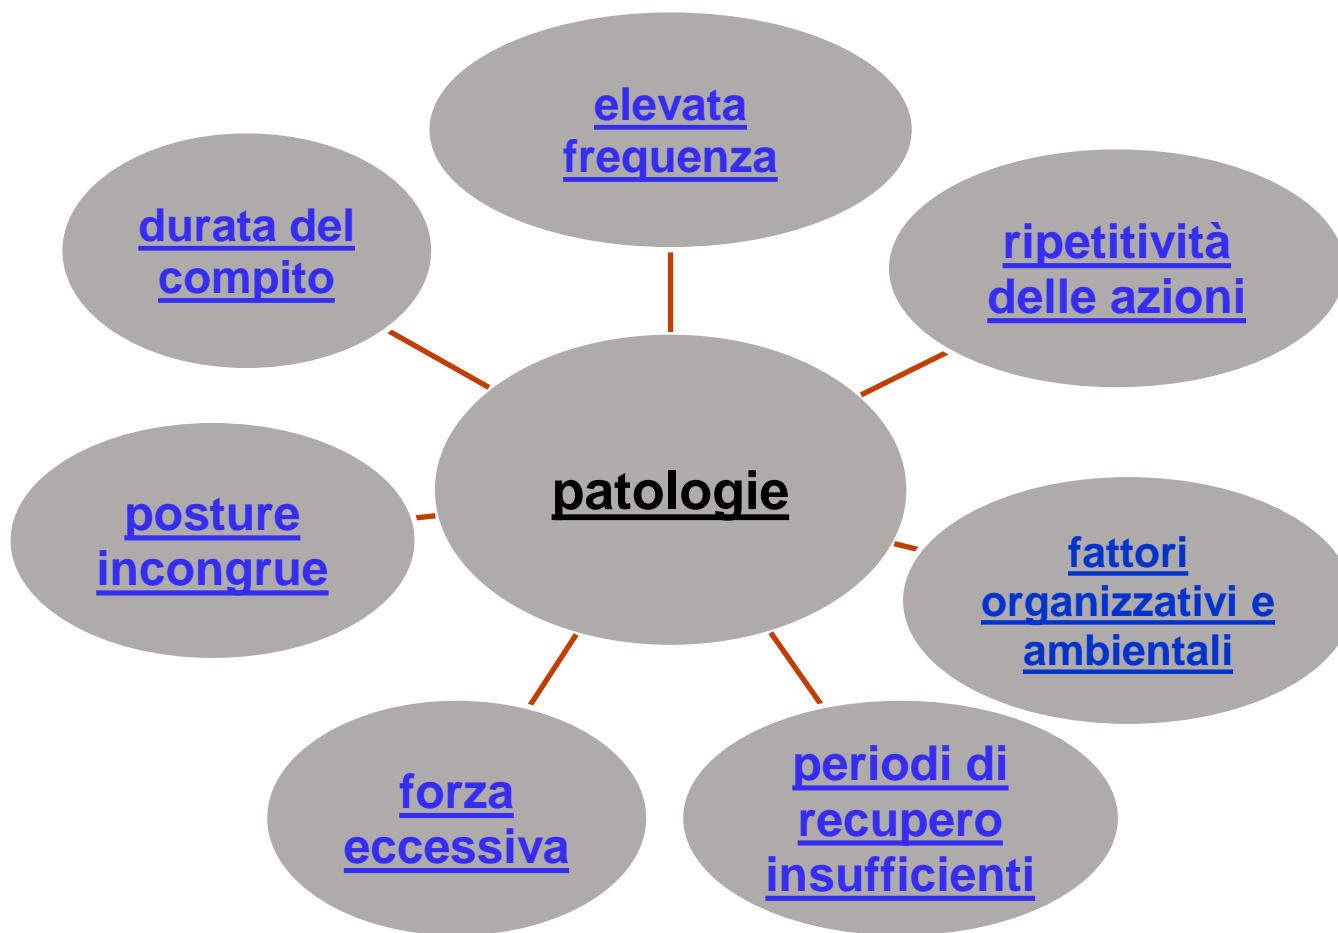 elevata
frequenza
durata del
compito
ripetitività
delle azioni
patologie
posture
incongrue
fattori
organizzativi e
ambientali
forza
eccessiva
periodi di
recupero
insufficienti